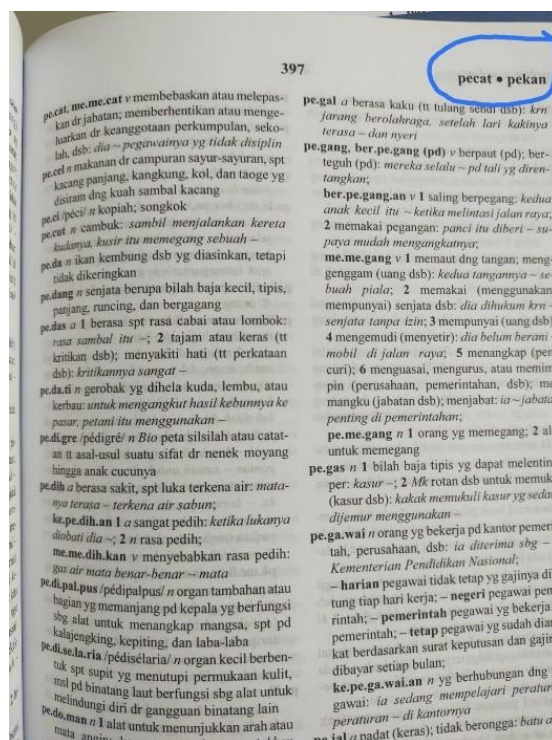 397
pecat • pekan
pe.cat, me.me.cat v membebaskan atau melepas-
kan dr jabatan; memberhentikan atau menge-
luarkan dr keanggotaan perkumpulan, seko-
lah, dsb: dia ~ pegawainya yg tidak disiplin
pe.cel n makanan dr campuran sayur-sayuran, spt
kacang panjang, kangkung, kol, dan taoge yg
disiram dng kuah sambal kacang
pe.ci /péci/ n kopiah; songkok
pe.cut n cambuk: sambil menjalankan kereta
kudanya, kusir itu memegang sebuah –
pe.da n ikan kembung dsb yg diasinkan, tetapi
tidak dikeringkan
pe.dang n senjata berupa bilah baja kecil, tipis,
panjang, runcing, dan bergagang
pe.das a 1 berasa spt rasa cabai atau lombok:
rasa sambal itu –; 2 tajam atau keras (tt
kritikan dsb); menyakiti hati (tt perkataan
dsb): kritikannya sangat –
pe.da.ti n gerobak yg dihela kuda, lembu, atau
kerbau: untuk mengangkut hasil kebunnya ke
pasar, petani itu menggunakan –
pe.di.gre /pédigré/ n Bio peta silsilah atau catat-
an tt asal-usul suatu sifat dr nenek moyang
hingga anak cucunya
pe.dih a berasa sakit, spt luka terkena air: mata-
nya terasa – terkena air sabun;
ke.pe.dih.an 1 a sangat pedih: ketika lukanya
diobati dia ~; 2 n rasa pedih;
me.me.dih.kan v menyebabkan rasa pedih:
gas air mata benar-benar ~ mata
pe.di.pal.pus /pédipalpus/ n organ tambahan atau
bagian yg memanjang pd kepala yg berfungsi
sbg alat untuk menangkap mangsa, spt pd
kalajengking, kepiting, dan laba-laba
pe.di.se.la.ria /pédisélaria/ n organ kecil berben-
tuk spt supit yg menutupi permukaan kulit,
msl pd binatang laut berfungsi sbg alat untuk
melindungi diri dr gangguan binatang lain
pe.do.man n 1 alat untuk menunjukkan arah atau
mata
pe.gal a berasa kaku (tt tulang sendi dsb): krn
jarang berolahraga, setelah lari kakinya
terasa – dan nyeri
pe.gang, ber.pe.gang (pd) v berpaut (pd); ber-
teguh (pd): mereka selalu ~ pd tali yg diren-
tangkan;
ber.pe.gang.an v 1 saling berpegang: kedua
anak kecil itu ~ ketika melintasi jalan raya;
2 memakai pegangan: panci itu diberi ~ su-
paya mudah mengangkatnya;
me.me.gang v 1 memaut dng tangan; meng-
genggam (uang dsb): kedua tangannya ~ se-
buah piala; 2 memakai (menggunakan
mempunyai) senjata dsb: dia dihukum krn ~
senjata tanpa izin; 3 mempunyai (uang dsb)
4 mengemudi (menyetir): dia belum berani ~
mobil di jalan raya; 5 menangkap (pen
curi); 6 menguasai, mengurus, atau memim
pin (perusahaan, pemerintahan, dsb); me
mangku (jabatan dsb); menjabat: ia ~ jabata
penting di pemerintahan;
pe.me.gang n 1 orang yg memegang; 2 al
untuk memegang
pe.gas n 1 bilah baja tipis yg dapat melentin
per: kasur –; 2 Mk rotan dsb untuk memuk
(kasur dsb): kakak memukuli kasur yg seda
dijemur menggunakan –
pe.ga.wai n orang yg bekerja pd kantor pemer
tah, perusahaan, dsb: ia diterima sbg –
Kementerian Pendidikan Nasional;
– harian pegawai tidak tetap yg gajinya di
tung tiap hari kerja; – negeri pegawai pem
rintah; – pemerintah pegawai yg bekerja
pemerintah; – tetap pegawai yg sudah dian
kat berdasarkan surat keputusan dan gajin
dibayar setiap bulan;
ke.pe.ga.wai.an n yg berhubungan dng
gawai: ia sedang mempelajari peratur
peraturan ~ di kantornya
pe.jal a padat (keras); tidak berongga: batu a